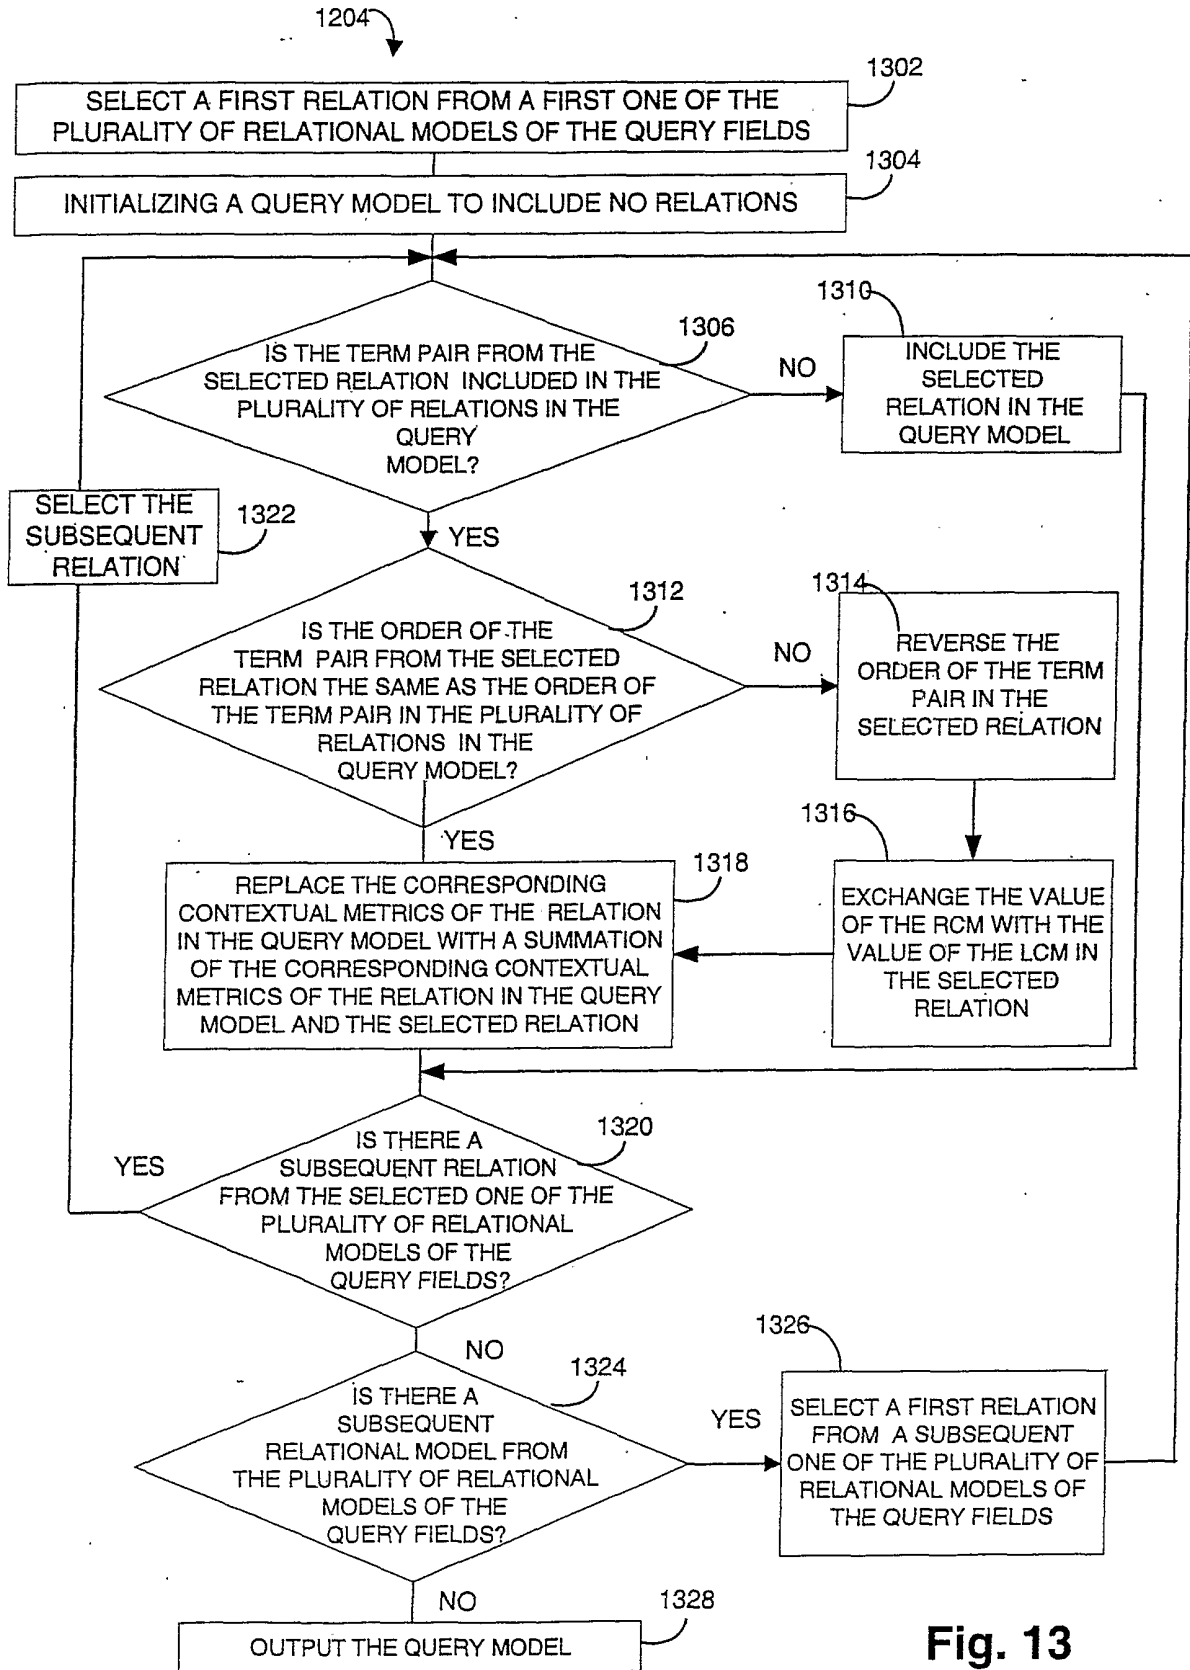 1204
1302
SELECT A FIRST RELATION FROM A FIRST ONE OF THE
PLURALITY OF RELATIONAL MODELS OF THE QUERY FIELDS
1304
INITIALIZING A QUERY MODEL TO INCLUDE NO RELATIONS
1306
IS THE TERM PAIR FROM THE
SELECTED RELATION INCLUDED IN THE
PLURALITY OF RELATIONS IN THE
QUERY
MODEL?
NO
1310
INCLUDE THE
SELECTED
RELATION IN THE
QUERY MODEL
SELECT THE
SUBSEQUENT
RELATION
1322
YES
1312
IS THE ORDER OF THE
TERM PAIR FROM THE SELECTED
RELATION THE SAME AS THE ORDER OF
THE TERM PAIR IN THE PLURALITY OF
RELATIONS IN THE
QUERY MODEL?
NO
1314
REVERSE THE
ORDER OF THE TERM
PAIR IN THE
SELECTED RELATION
YES
1316
EXCHANGE THE VALUE
OF THE RCM WITH THE
VALUE OF THE LCM IN
THE SELECTED
RELATION
1318
REPLACE THE CORRESPONDING
CONTEXTUAL METRICS OF THE RELATION
IN THE QUERY MODEL WITH A SUMMATION
OF THE CORRESPONDING CONTEXTUAL
METRICS OF THE RELATION IN THE QUERY
MODEL AND THE SELECTED RELATION
1320
IS THERE A
SUBSEQUENT RELATION
FROM THE SELECTED ONE OF THE
PLURALITY OF RELATIONAL
MODELS OF THE
QUERY FIELDS?
YES
NO
1324
IS THERE A
SUBSEQUENT
RELATIONAL MODEL FROM
THE PLURALITY OF RELATIONAL
MODELS OF THE
QUERY FIELDS?
YES
1326
SELECT A FIRST RELATION
FROM A SUBSEQUENT
ONE OF THE PLURALITY OF
RELATIONAL MODELS OF
THE QUERY FIELDS
NO
1328
OUTPUT THE QUERY MODEL
Fig. 13